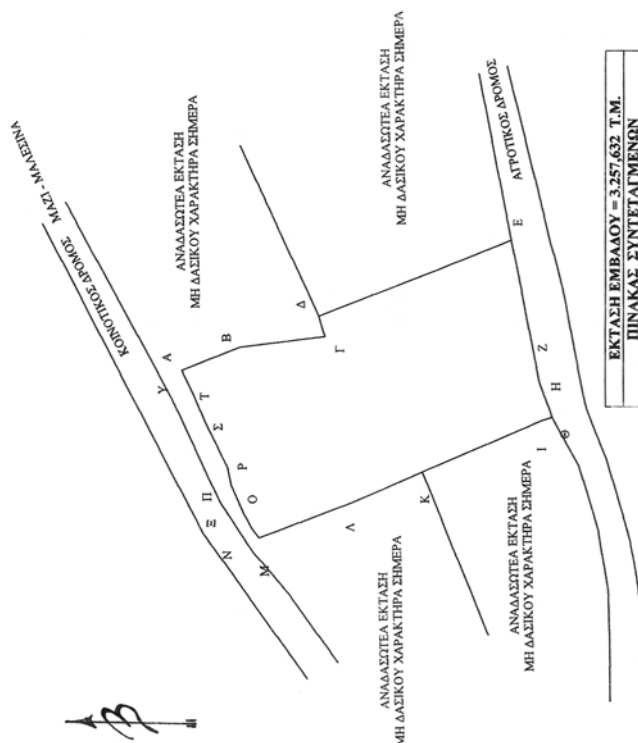 ΚΟΙΝΟΤΙΚΟΣ ΔΡΟΜΟΣ ΜΑΖΙ - ΜΑΛΕΣΙΝΑ
ΑΝΑΔΑΣΩΤΕΑ ΕΚΤΑΣΗ
ΜΗ ΔΑΣΙΚΟΥ ΧΑΡΑΚΤΗΡΑ ΣΗΜΕΡΑ
ΑΝΑΔΑΣΩΤΕΑ ΕΚΤΑΣΗ
ΜΗ ΔΑΣΙΚΟΥ ΧΑΡΑΚΤΗΡΑ ΣΗΜΕΡΑ
ΑΓΡΟΤΙΚΟΣ ΔΡΟΜΟΣ
Υ
Α
Β
Δ
Γ
Ε
Τ
Σ
Ρ
Ο
Π
Ξ
Ν
Μ
Λ
Κ
Ι
Θ
Η
Ζ
ΑΝΑΔΑΣΩΤΕΑ ΕΚΤΑΣΗ
ΜΗ ΔΑΣΙΚΟΥ ΧΑΡΑΚΤΗΡΑ ΣΗΜΕΡΑ
ΑΝΑΔΑΣΩΤΕΑ ΕΚΤΑΣΗ
ΜΗ ΔΑΣΙΚΟΥ ΧΑΡΑΚΤΗΡΑ ΣΗΜΕΡΑ
ΕΚΤΑΣΗ ΕΜΒΑΔΟΥ = 3.257,632 Τ.Μ.
ΠΙΝΑΚΑΣ ΣΥΝΤΕΤΑΓΜΕΝΩΝ